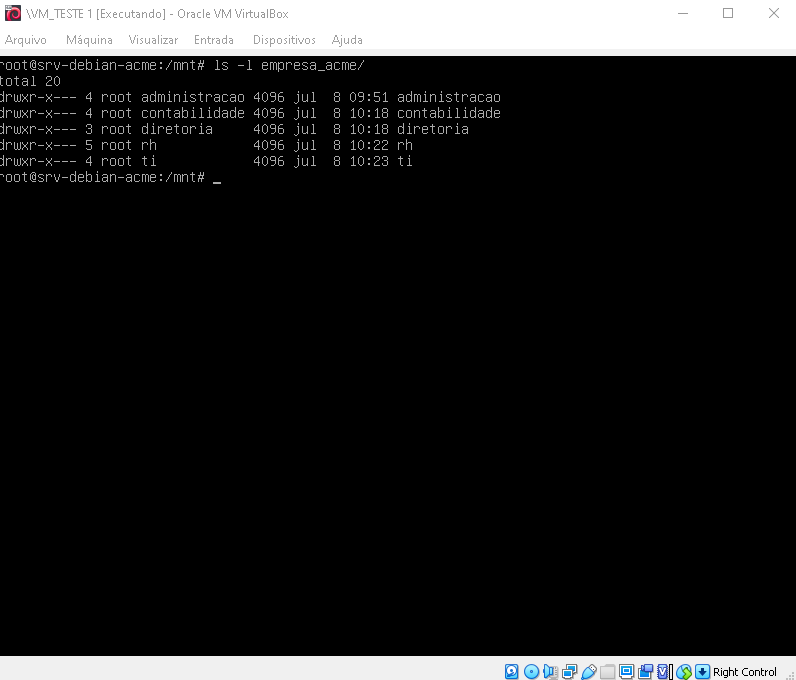 \VM_TESTE 1 [Executando] - Oracle VM VirtualBox
Arquivo Máquina Visualizar Entrada Dispositivos Ajuda
root@srv-debian-acme:/mnt# ls -l empresa_acme/
total 20
drwxr-x--- 4 root administracao 4096 jul  8 09:51 administracao
drwxr-x--- 4 root contabilidade 4096 jul  8 10:18 contabilidade
drwxr-x--- 3 root diretoria     4096 jul  8 10:18 diretoria
drwxr-x--- 5 root rh            4096 jul  8 10:22 rh
drwxr-x--- 4 root ti            4096 jul  8 10:23 ti
root@srv-debian-acme:/mnt# _
Right Control